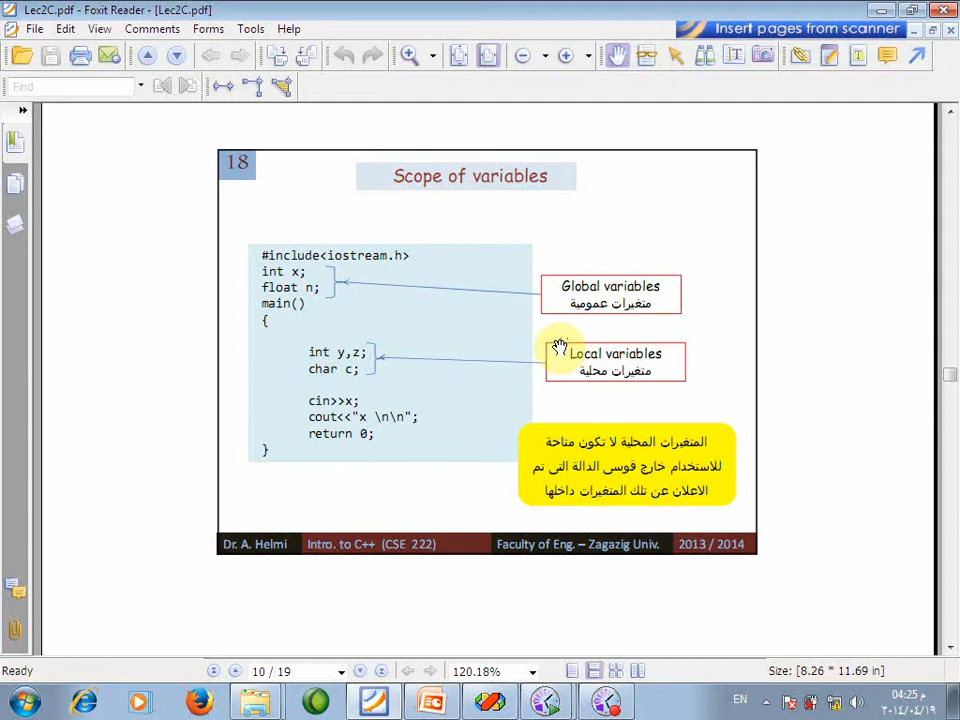 Lec2C.pdf - Foxit Reader - [Lec2C.pdf]
File Edit View Comments Forms Tools Help
Insert pages from scanner
Find
18
Scope of variables
#include<iostream.h>
int x;
float n;
main()
{
int y,z;
char c;
cin>>x;
cout<<"x \n\n";
return 0;
}
Global variables
متغيرات عمومية
Local variables
متغيرات محلية
المتغيرات المحلية لا تكون متاحة
للاستخدام خارج قوسى الدالة التى تم
الاعلان عن تلك المتغيرات داخلها
Dr. A. Helmi Intro. to C++ (CSE 222) Faculty of Eng. – Zagazig Univ. 2013 / 2014
Ready 10 / 19 120.18% Size: [8.26 * 11.69 in]
EN
04:25 م
٢٠١٤/٠٤/١٩